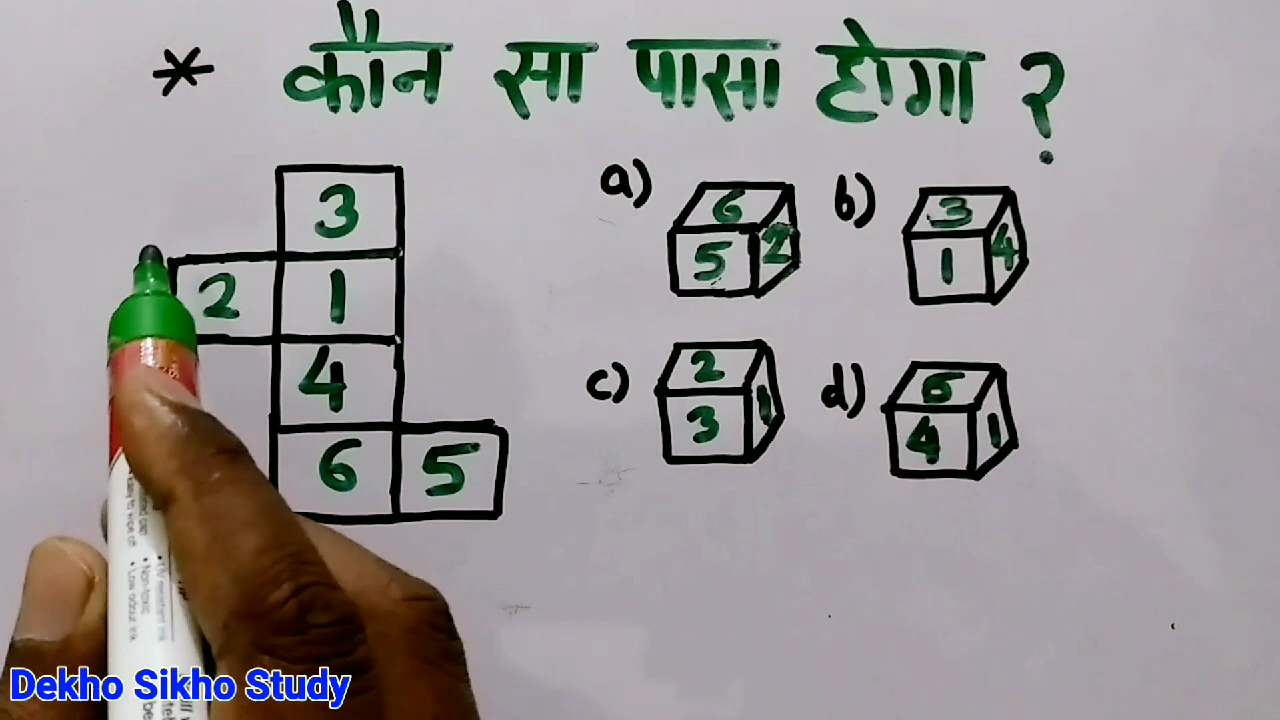 * कौन सा पासा होगा ?
3
2 1
4
6 5
a) 6 5 2
b) 3 1 4
c) 2 3 1
d) 6 4 1
Dekho Sikho Study